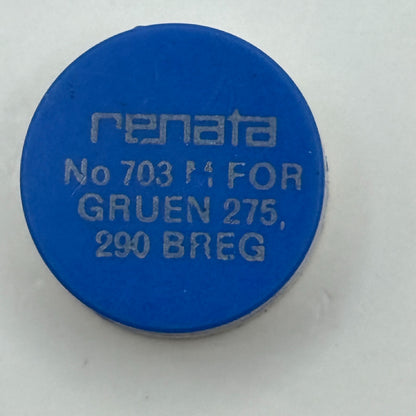 renata
No 703 M FOR
GRUEN 275,
290 BREG